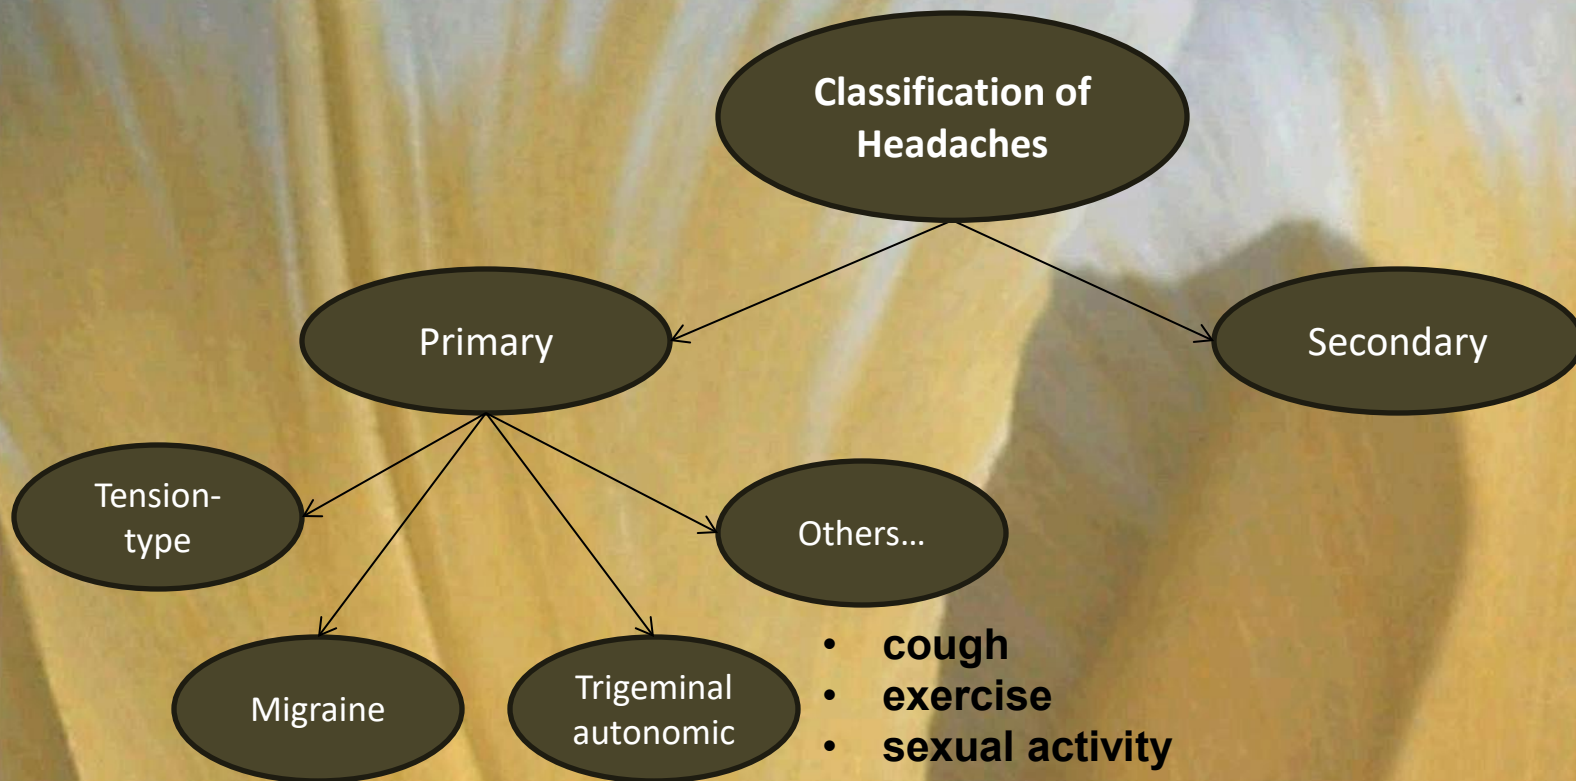 Classification of
Headaches
Primary
Secondary
Tension-
type
Others…
Migraine
Trigeminal
autonomic
• cough
• exercise
• sexual activity